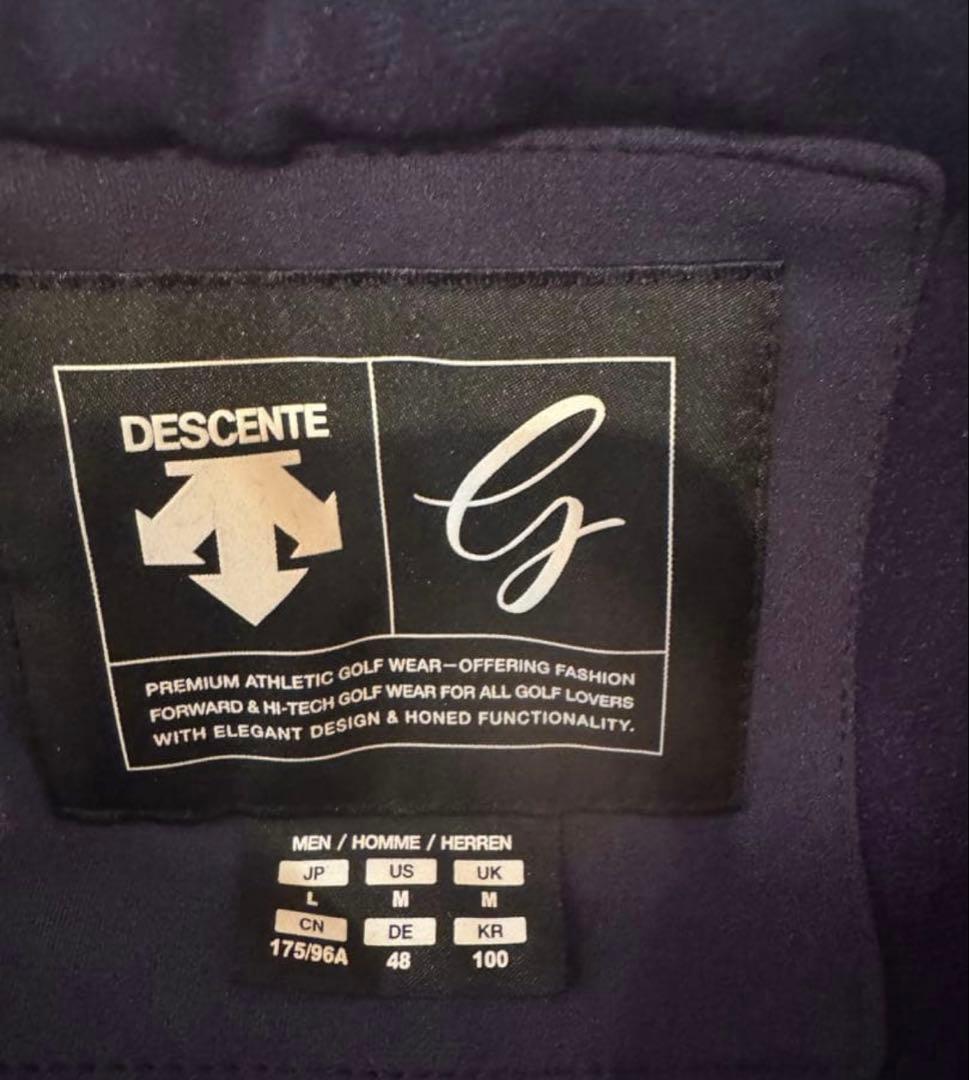 DESCENTE
G
PREMIUM ATHLETIC GOLF WEAR—OFFERING FASHION
FORWARD & HI-TECH GOLF WEAR FOR ALL GOLF LOVERS
WITH ELEGANT DESIGN & HONED FUNCTIONALITY.
MEN / HOMME / HERREN
JP US UK
L M M
CN DE KR
175/96A 48 100